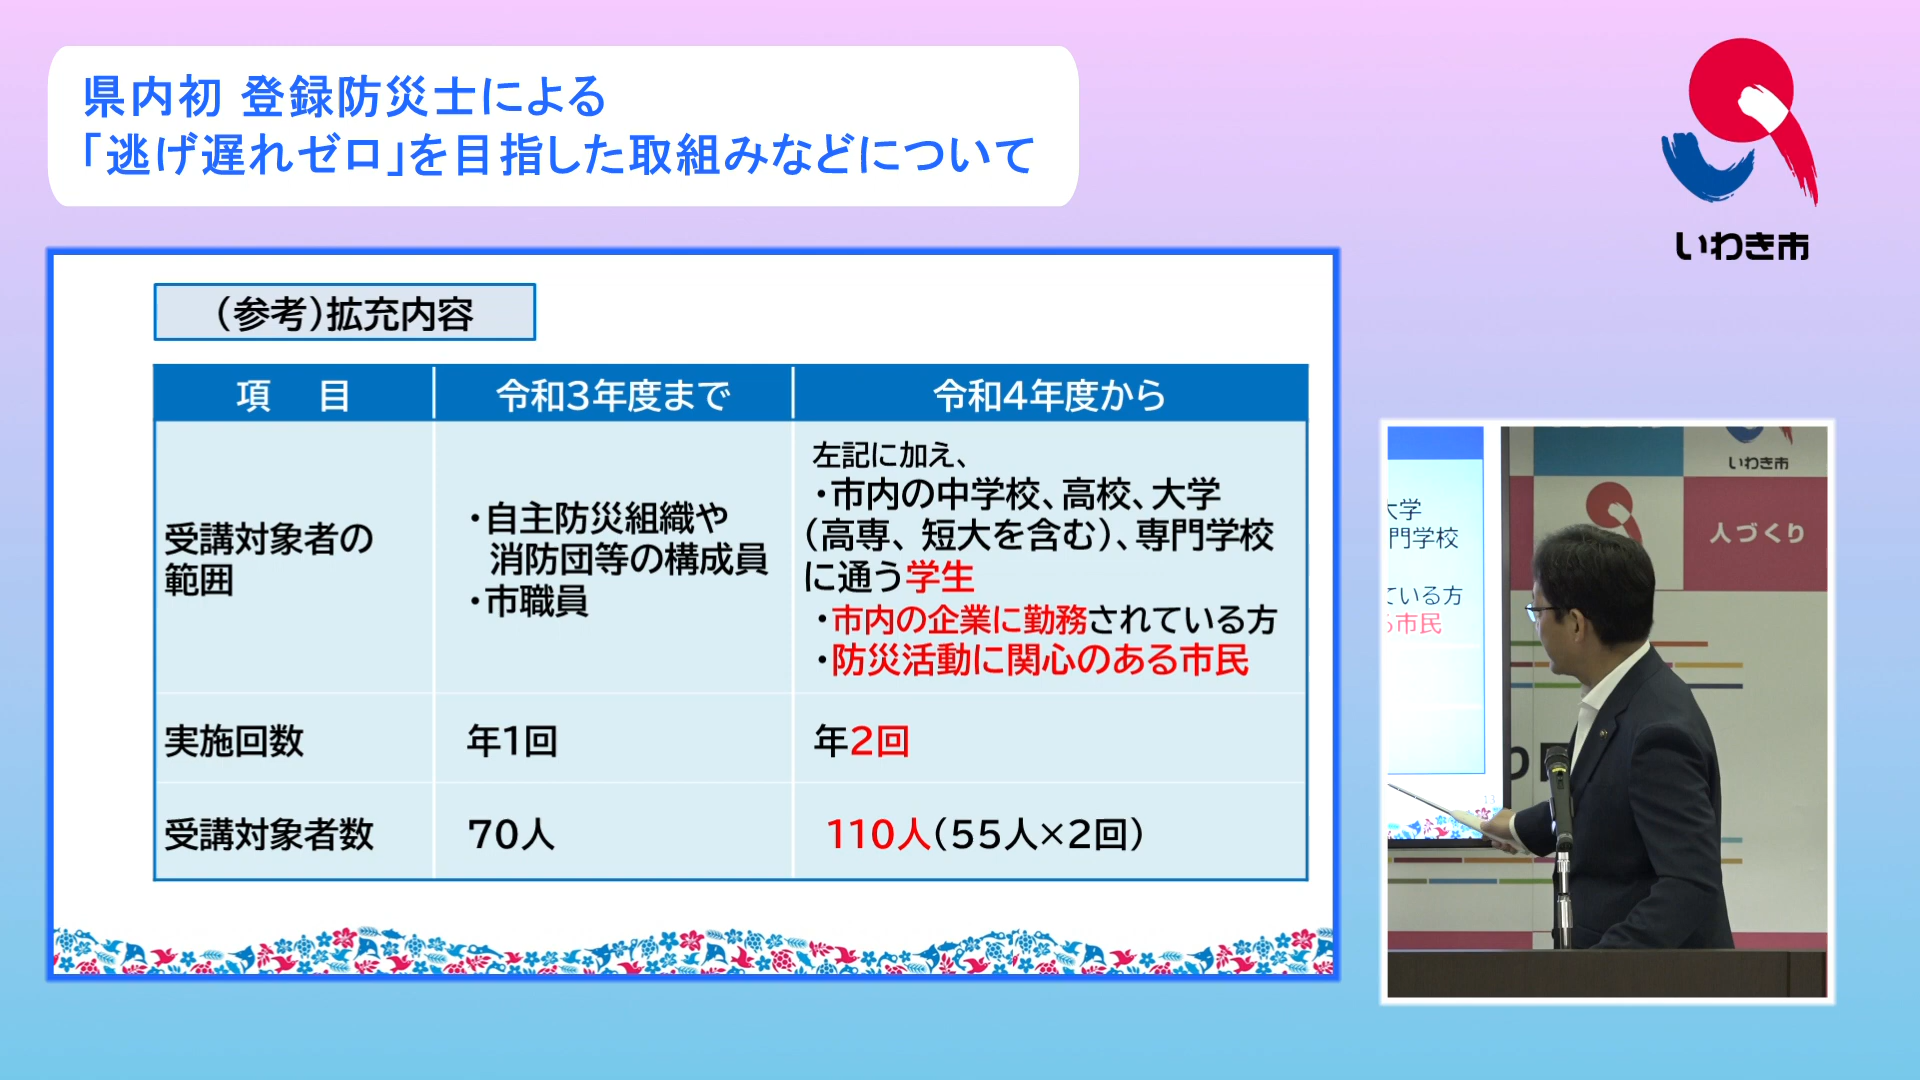 県内初 登録防災士による
「逃げ遅れゼロ」を目指した取組みなどについて
いわき市
（参考）拡充内容
項 目
令和3年度まで
令和4年度から
受講対象者の
範囲
・自主防災組織や
消防団等の構成員
・市職員
左記に加え、
・市内の中学校、高校、大学
（高専、短大を含む）、専門学校
に通う学生
・市内の企業に勤務されている方
・防災活動に関心のある市民
実施回数
年1回
年2回
受講対象者数
70人
110人（55人×2回）
大学
門学校
ている方
る市民
13
いわき市
人づくり